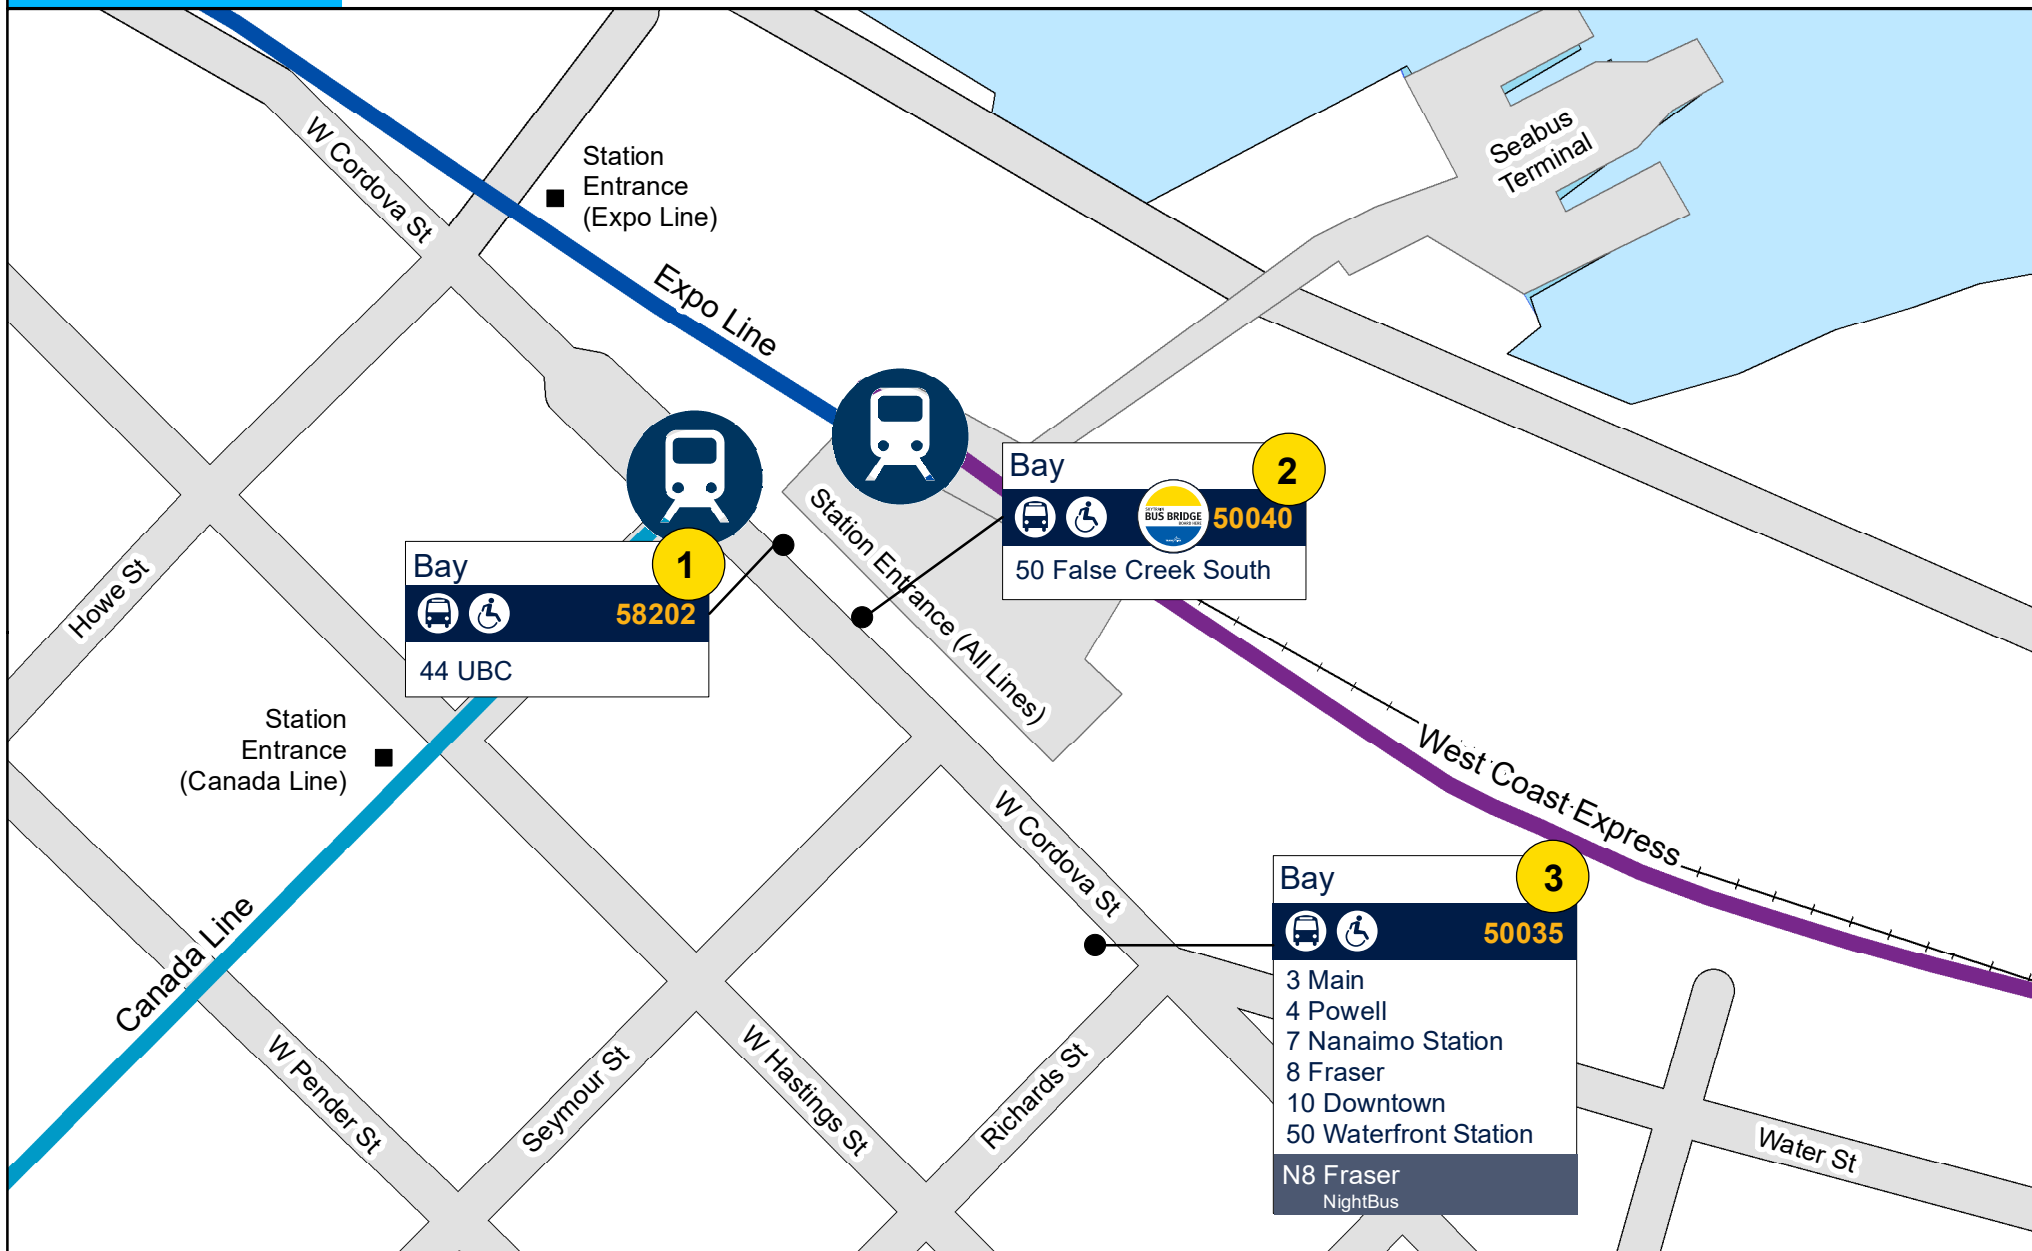 W Cordova St
Station
Entrance
(Expo Line)
Seabus
Terminal
Expo Line
Bay
2
BUS BRIDGE
50040
50 False Creek South
Station Entrance (All Lines)
Bay
1
58202
44 UBC
Howe St
Station
Entrance
(Canada Line)
West Coast Express
W Cordova St
Bay
3
50035
3 Main
4 Powell
7 Nanaimo Station
8 Fraser
10 Downtown
50 Waterfront Station
N8 Fraser
NightBus
Canada Line
W Pender St
Seymour St
W Hastings St
Richards St
Water St